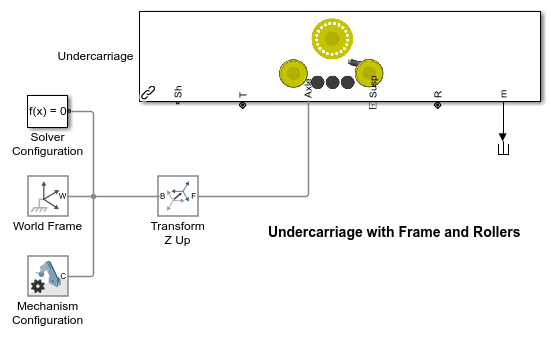 Undercarriage
Sh
T
Axle
Susp
R
m
f(x) = 0
Solver
Configuration
W
World Frame
B
F
Transform
Z Up
Undercarriage with Frame and Rollers
C
Mechanism
Configuration